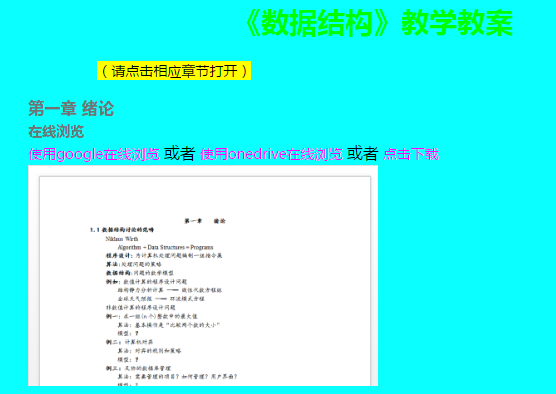 《数据结构》教学教案
（请点击相应章节打开）
第一章 绪论
在线浏览
使用google在线浏览 或者 使用onedrive在线浏览 或者 点击下载
第一章 绪论
1.1 数据结构讨论的范畴
Niklaus Wirth
Algorithm + Data Structures = Programs
程序设计：为计算机处理问题编制一组指令集
算法：处理问题的策略
数据结构：问题的数学模型
例如：数值计算的程序设计问题
结构静力分析计算 ── 线性代数方程组
全球天气预报 ── 环流模式方程
非数值计算的程序设计问题
例一：求一组(n个)整数中的最大值
算法：基本操作是“比较两个数的大小”
模型：？
例二：计算机对弈
算法：对弈的规则和策略
模型：？
例三：足协的数据库管理
算法：需要管理的项目？如何管理？用户界面？
模型：？